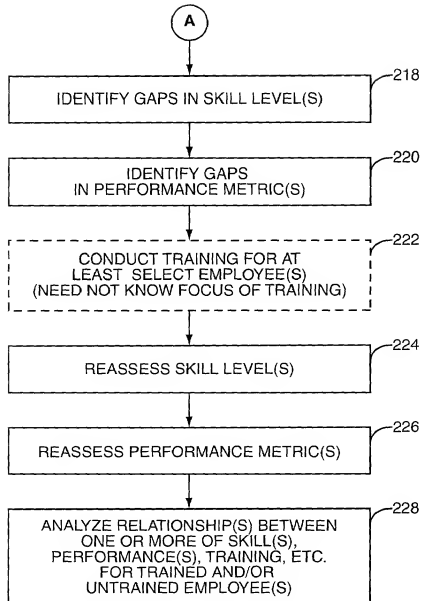 A
IDENTIFY GAPS IN SKILL LEVEL(S)
218
IDENTIFY GAPS
IN PERFORMANCE METRIC(S)
220
CONDUCT TRAINING FOR AT
LEAST SELECT EMPLOYEE(S)
(NEED NOT KNOW FOCUS OF TRAINING)
222
REASSESS SKILL LEVEL(S)
224
REASSESS PERFORMANCE METRIC(S)
226
ANALYZE RELATIONSHIP(S) BETWEEN
ONE OR MORE OF SKILL(S),
PERFORMANCE(S), TRAINING, ETC.
FOR TRAINED AND/OR
UNTRAINED EMPLOYEE(S)
228